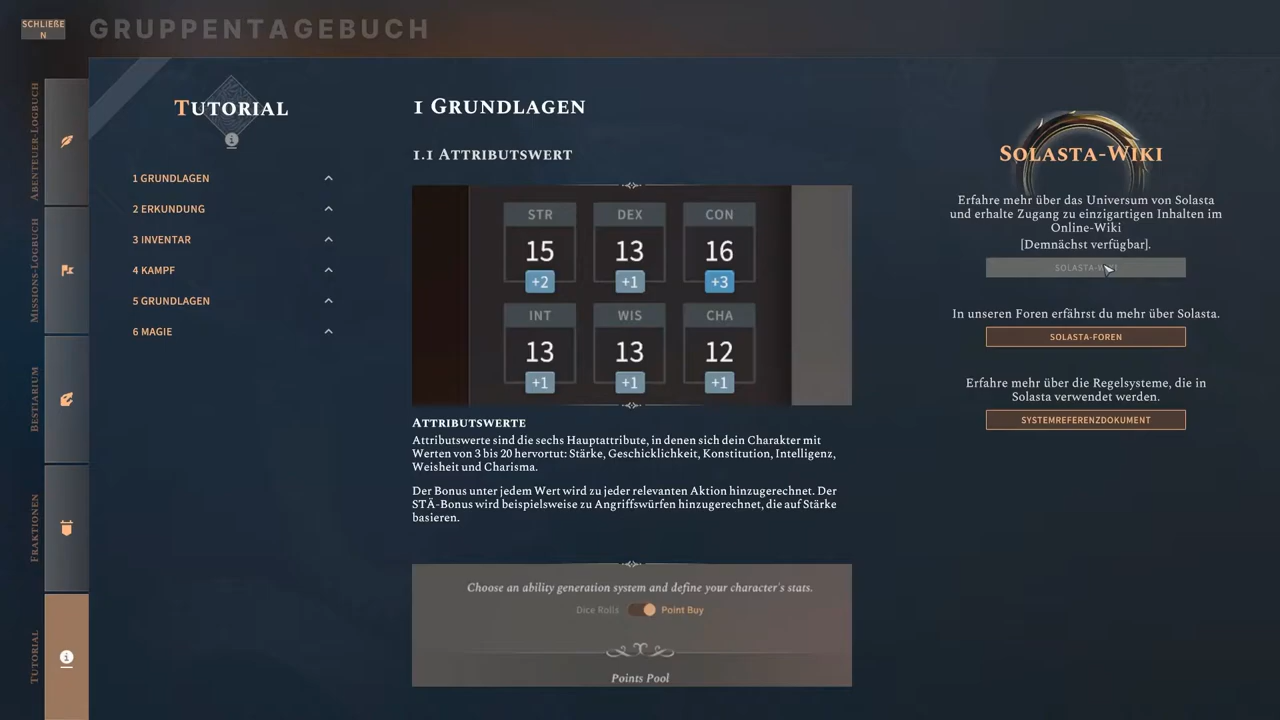 SCHLIEßE
N
GRUPPENTAGEBUCH
ABENTEUER-LOGBUCH
MISSIONS-LOGBUCH
BESTIARIUM
FRAKTIONEN
TUTORIAL
TUTORIAL
1 GRUNDLAGEN
2 ERKUNDUNG
3 INVENTAR
4 KAMPF
5 GRUNDLAGEN
6 MAGIE
1 GRUNDLAGEN
1.1 ATTRIBUTSWERT
STR DEX CON
15 13 16
+2 +1 +3
INT WIS CHA
13 13 12
+1 +1 +1
ATTRIBUTSWERTE
Attributswerte sind die sechs Hauptattribute, in denen sich dein Charakter mit
Werten von 3 bis 20 hervortut: Stärke, Geschicklichkeit, Konstitution, Intelligenz,
Weisheit und Charisma.
Der Bonus unter jedem Wert wird zu jeder relevanten Aktion hinzugerechnet. Der
STÄ-Bonus wird beispielsweise zu Angriffswürfen hinzugerechnet, die auf Stärke
basieren.
Choose an ability generation system and define your character's stats.
Dice Rolls Point Buy
Points Pool
SOLASTA-WIKI
Erfahre mehr über das Universum von Solasta
und erhalte Zugang zu einzigartigen Inhalten im
Online-Wiki
[Demnächst verfügbar].
SOLASTA-WIKI
In unseren Foren erfährst du mehr über Solasta.
SOLASTA-FOREN
Erfahre mehr über die Regelsysteme, die in
Solasta verwendet werden.
SYSTEMREFERENZDOKUMENT